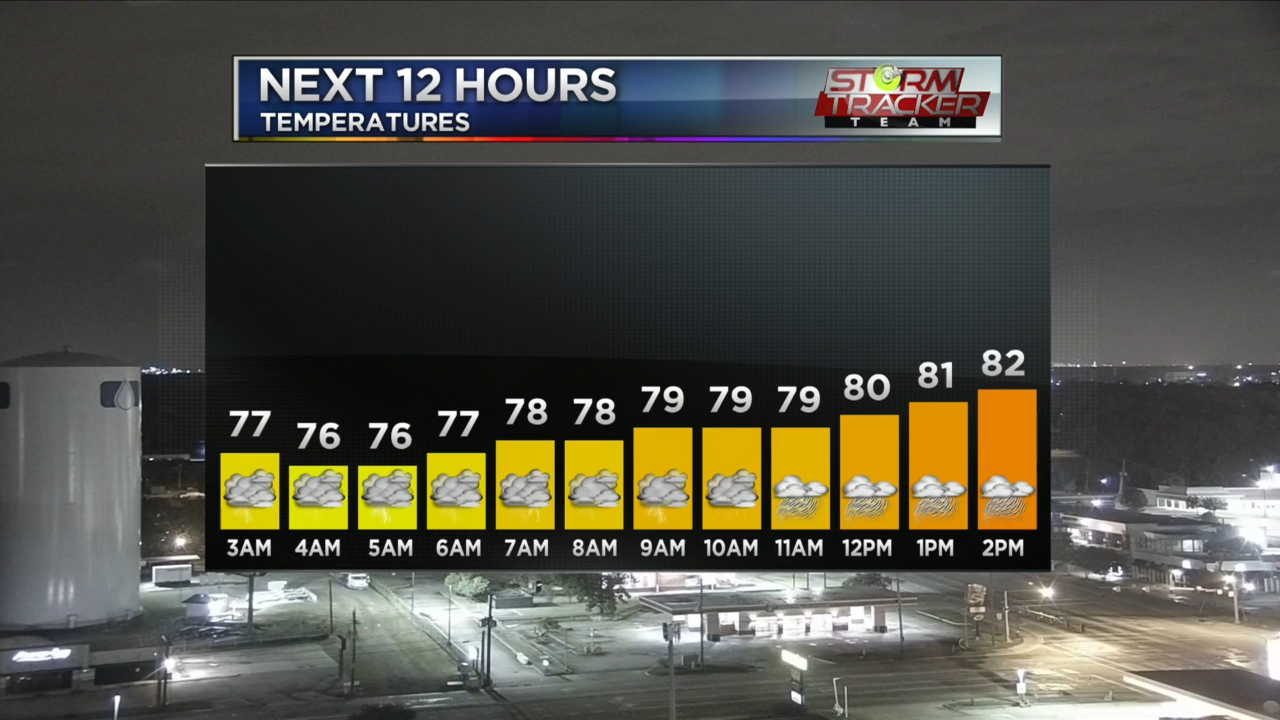 NEXT 12 HOURS
TEMPERATURES
STORM
TRACKER
TEAM
77 76 76 77 78 78 79 79 79 80 81 82
3AM 4AM 5AM 6AM 7AM 8AM 9AM 10AM 11AM 12PM 1PM 2PM